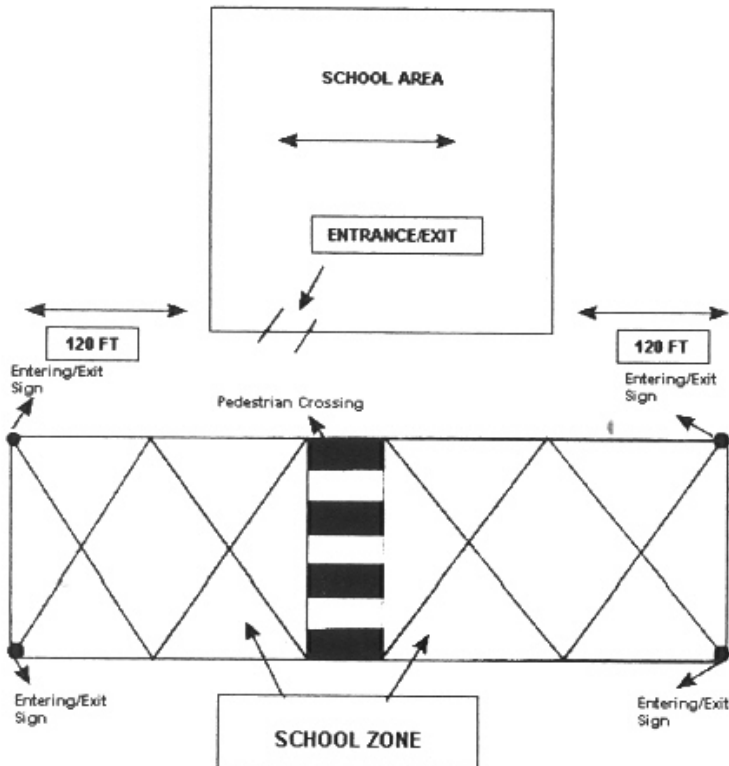 SCHOOL AREA
ENTRANCE/EXIT
120 FT
120 FT
Entering/Exit
Sign
Entering/Exit
Sign
Pedestrian Crossing
Entering/Exit
Sign
Entering/Exit
Sign
SCHOOL ZONE